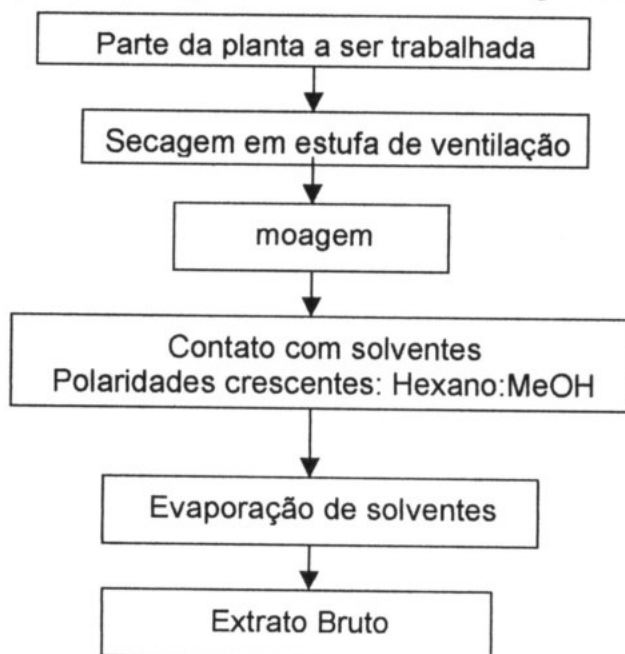 Parte da planta a ser trabalhada
Secagem em estufa de ventilação
moagem
Contato com solventes
Polaridades crescentes: Hexano:MeOH
Evaporação de solventes
Extrato Bruto